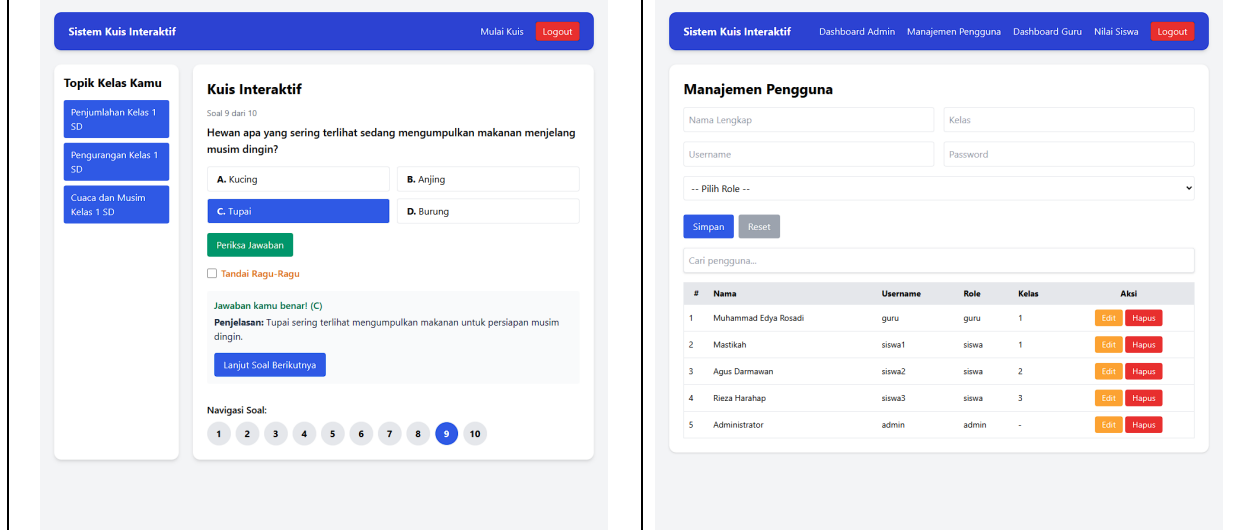 Sistem Kuis Interaktif
Mulai Kuis
Logout
Topik Kelas Kamu
Penjumlahan Kelas 1
SD
Pengurangan Kelas 1
SD
Cuaca dan Musim
Kelas 1 SD
Kuis Interaktif
Soal 9 dari 10
Hewan apa yang sering terlihat sedang mengumpulkan makanan menjelang
musim dingin?
A. Kucing
B. Anjing
C. Tupai
D. Burung
Periksa Jawaban
Tandai Ragu-Ragu
Jawaban kamu benar! (C)
Penjelasan: Tupai sering terlihat mengumpulkan makanan untuk persiapan musim
dingin.
Lanjut Soal Berikutnya
Navigasi Soal:
1 2 3 4 5 6 7 8 9 10
Sistem Kuis Interaktif
Dashboard Admin Manajemen Pengguna Dashboard Guru Nilai Siswa Logout
Manajemen Pengguna
Nama Lengkap
Kelas
Username
Password
-- Pilih Role --
Simpan
Reset
Cari pengguna...
# Nama Username Role Kelas Aksi
1 Muhammad Edya Rosadi guru guru 1 Edit Hapus
2 Mastikah siswa1 siswa 1 Edit Hapus
3 Agus Darmawan siswa2 siswa 2 Edit Hapus
4 Rieza Harahap siswa3 siswa 3 Edit Hapus
5 Administrator admin admin - Edit Hapus